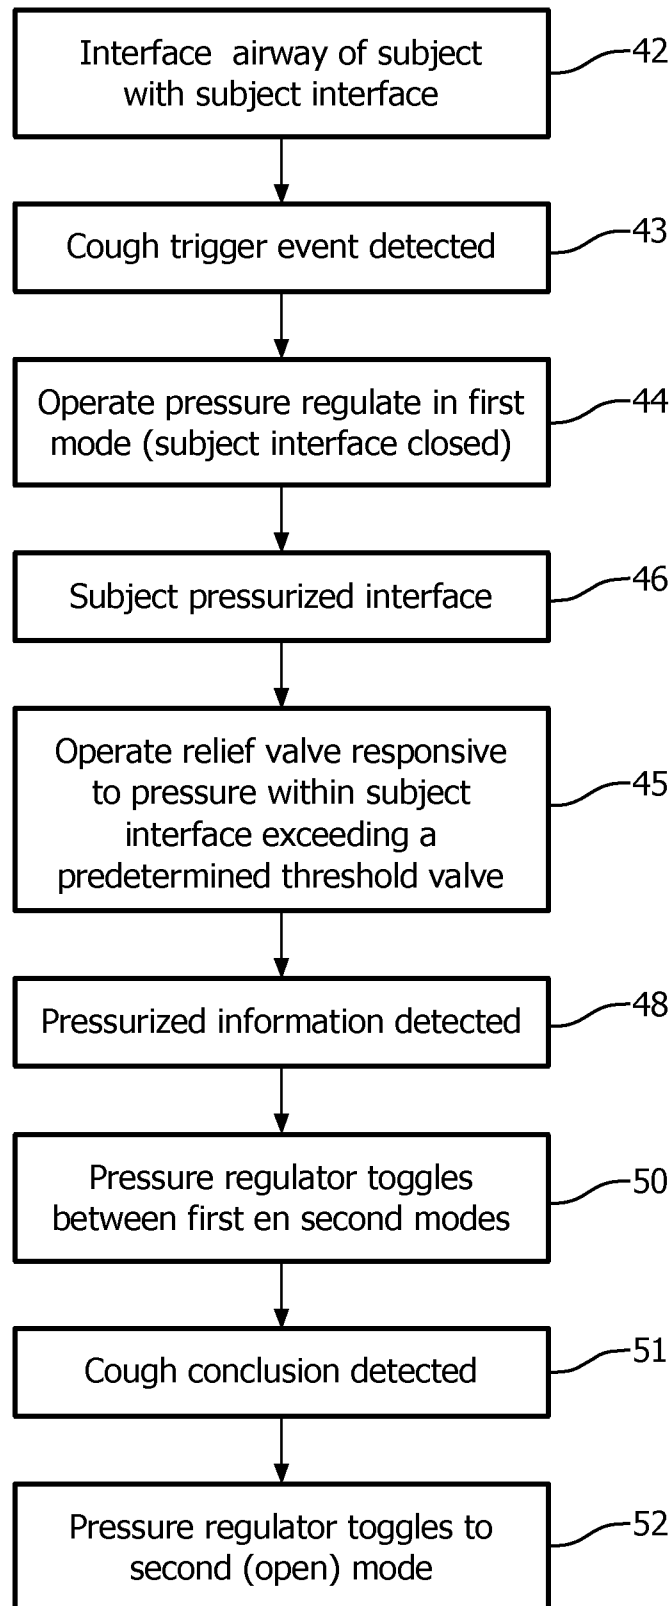 Interface airway of subject
with subject interface
42
Cough trigger event detected
43
Operate pressure regulate in first
mode (subject interface closed)
44
Subject pressurized interface
46
Operate relief valve responsive
to pressure within subject
interface exceeding a
predetermined threshold valve
45
Pressurized information detected
48
Pressure regulator toggles
between first en second modes
50
Cough conclusion detected
51
Pressure regulator toggles to
second (open) mode
52